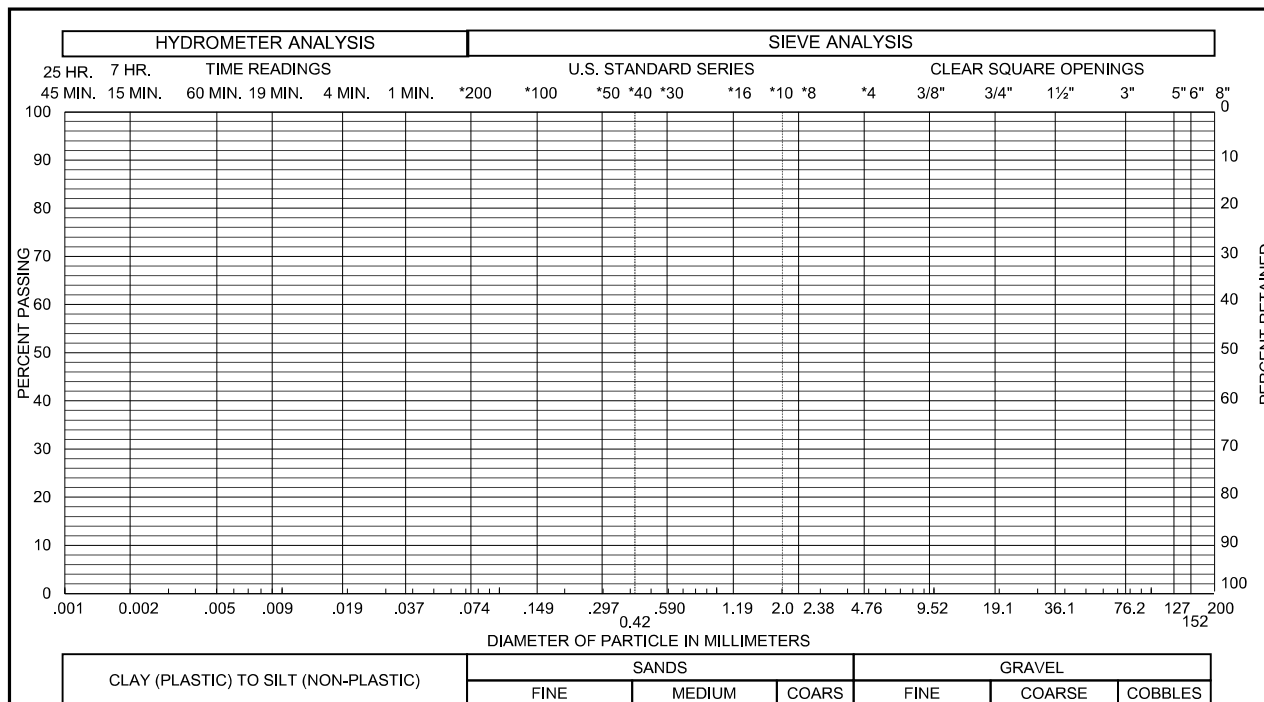 HYDROMETER ANALYSIS SIEVE ANALYSIS
25 HR. 7 HR. TIME READINGS U.S. STANDARD SERIES CLEAR SQUARE OPENINGS
45 MIN. 15 MIN. 60 MIN. 19 MIN. 4 MIN. 1 MIN. *200 *100 *50 *40 *30 *16 *10 *8 *4 3/8" 3/4" 1½" 3" 5" 6" 8"
100 0
90 10
80 20
70 30
60 40
50 50
40 60
30 70
20 80
10 90
0 100
PERCENT PASSING
PERCENT RETAINED
.001 0.002 .005 .009 .019 .037 .074 .149 .297 .590 1.19 2.0 2.38 4.76 9.52 19.1 36.1 76.2 127 200
0.42 152
DIAMETER OF PARTICLE IN MILLIMETERS
CLAY (PLASTIC) TO SILT (NON-PLASTIC) SANDS GRAVEL
FINE MEDIUM COARS FINE COARSE COBBLES